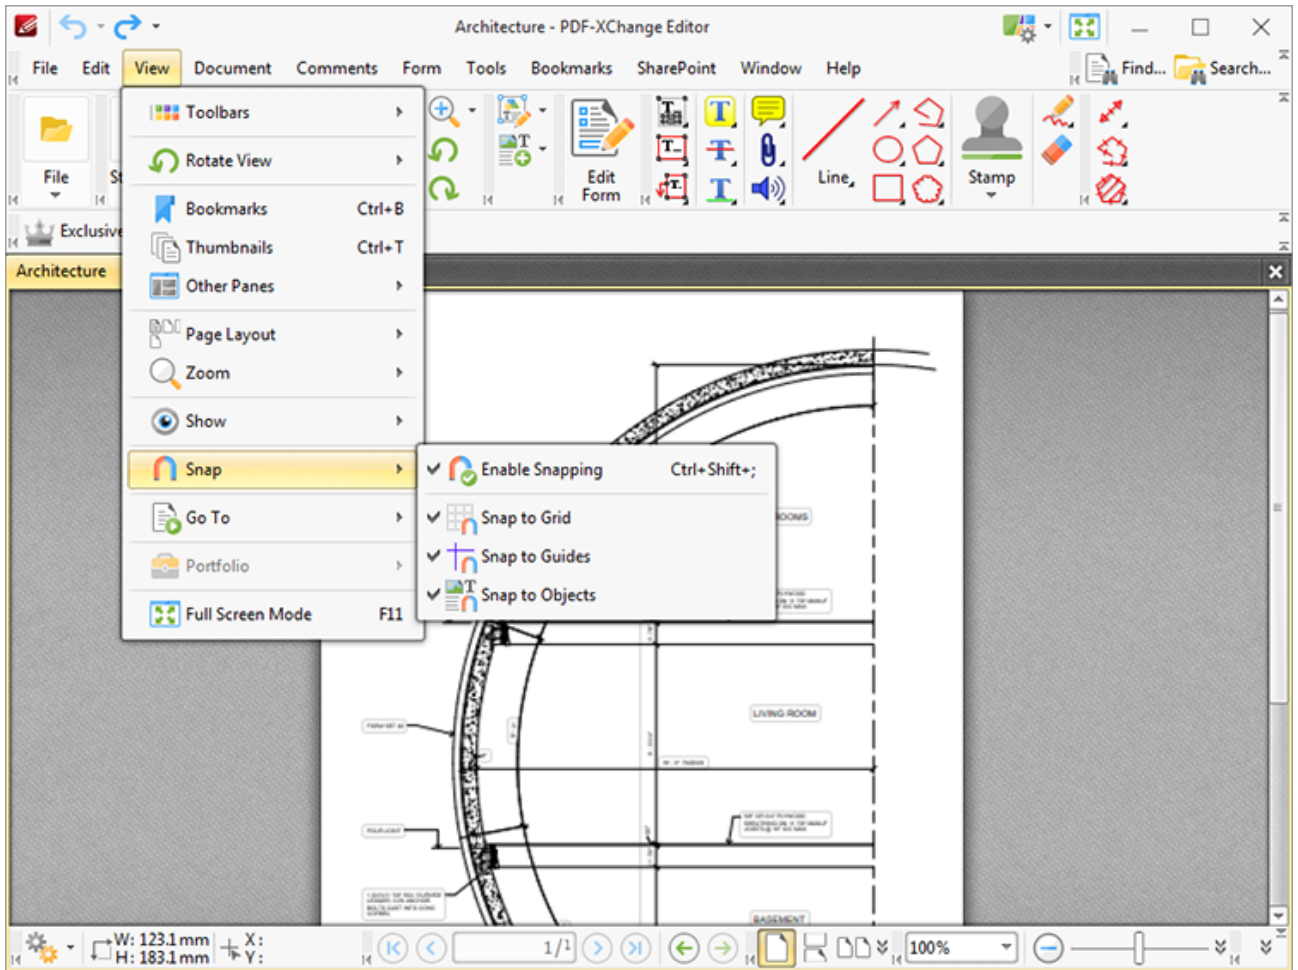 Architecture - PDF-XChange Editor
File Edit View Document Comments Form Tools Bookmarks SharePoint Window Help
Find... Search...
File
Edit
Form
Line
Stamp
Exclusive
Architecture
Toolbars
Rotate View
Bookmarks Ctrl+B
Thumbnails Ctrl+T
Other Panes
Page Layout
Zoom
Show
Snap
Go To
Portfolio
Full Screen Mode F11
Enable Snapping Ctrl+Shift+;
Snap to Grid
Snap to Guides
Snap to Objects
LIVING ROOM
BASEMENT
W: 123.1 mm
H: 183.1 mm
X:
Y:
1/1
100%